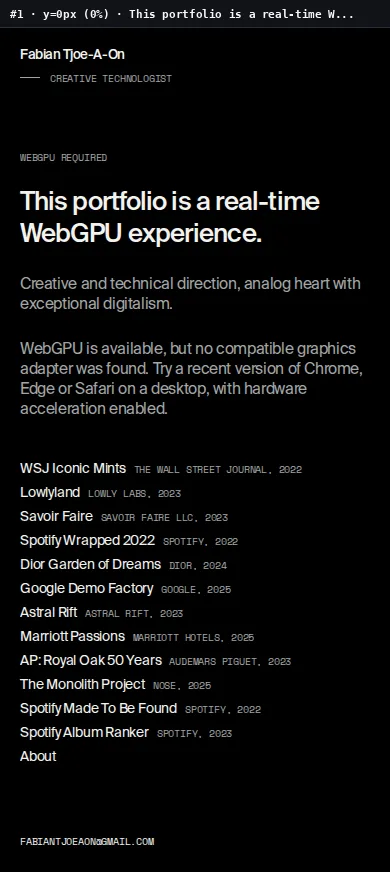 #1 · y=0px (0%) · This portfolio is a real-time W...
Fabian Tjoe-A-On
CREATIVE TECHNOLOGIST
WEBGPU REQUIRED
This portfolio is a real-time
WebGPU experience.
Creative and technical direction, analog heart with
exceptional digitalism.
WebGPU is available, but no compatible graphics
adapter was found. Try a recent version of Chrome,
Edge or Safari on a desktop, with hardware
acceleration enabled.
WSJ Iconic Mints THE WALL STREET JOURNAL, 2022
Lowlyland LOWLY LABS, 2023
Savoir Faire SAVOIR FAIRE LLC, 2023
Spotify Wrapped 2022 SPOTIFY, 2022
Dior Garden of Dreams DIOR, 2024
Google Demo Factory GOOGLE, 2025
Astral Rift ASTRAL RIFT, 2023
Marriott Passions MARRIOTT HOTELS, 2025
AP: Royal Oak 50 Years AUDEMARS PIGUET, 2023
The Monolith Project NOSE, 2025
Spotify Made To Be Found SPOTIFY, 2022
Spotify Album Ranker SPOTIFY, 2023
About
FABIANTJOEAON@GMAIL.COM